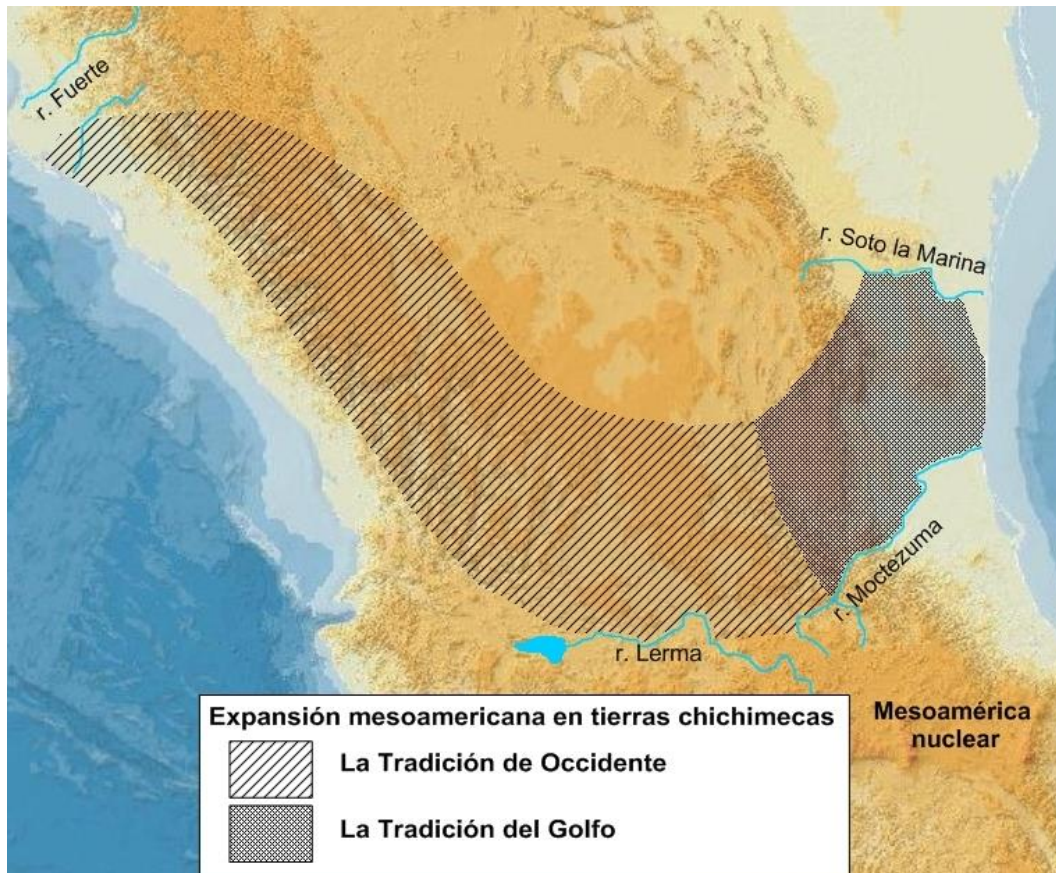 r. Fuerte
r. Soto la Marina
r. Moctezuma
r. Lerma
Mesoamérica
nuclear
Expansión mesoamericana en tierras chichimecas
La Tradición de Occidente
La Tradición del Golfo